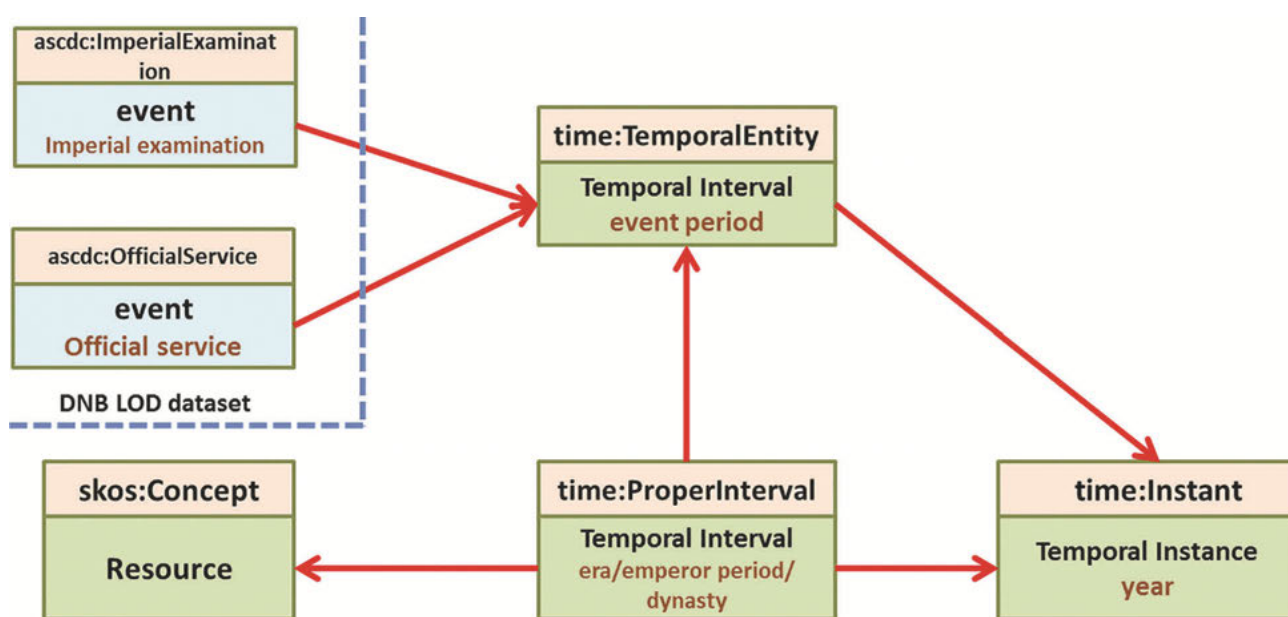 ascdc:ImperialExaminat
ion
event
Imperial examination
ascdc:OfficialService
event
Official service
DNB LOD dataset
time:TemporalEntity
Temporal Interval
event period
skos:Concept
Resource
time:ProperInterval
Temporal Interval
era/emperor period/
dynasty
time:Instant
Temporal Instance
year